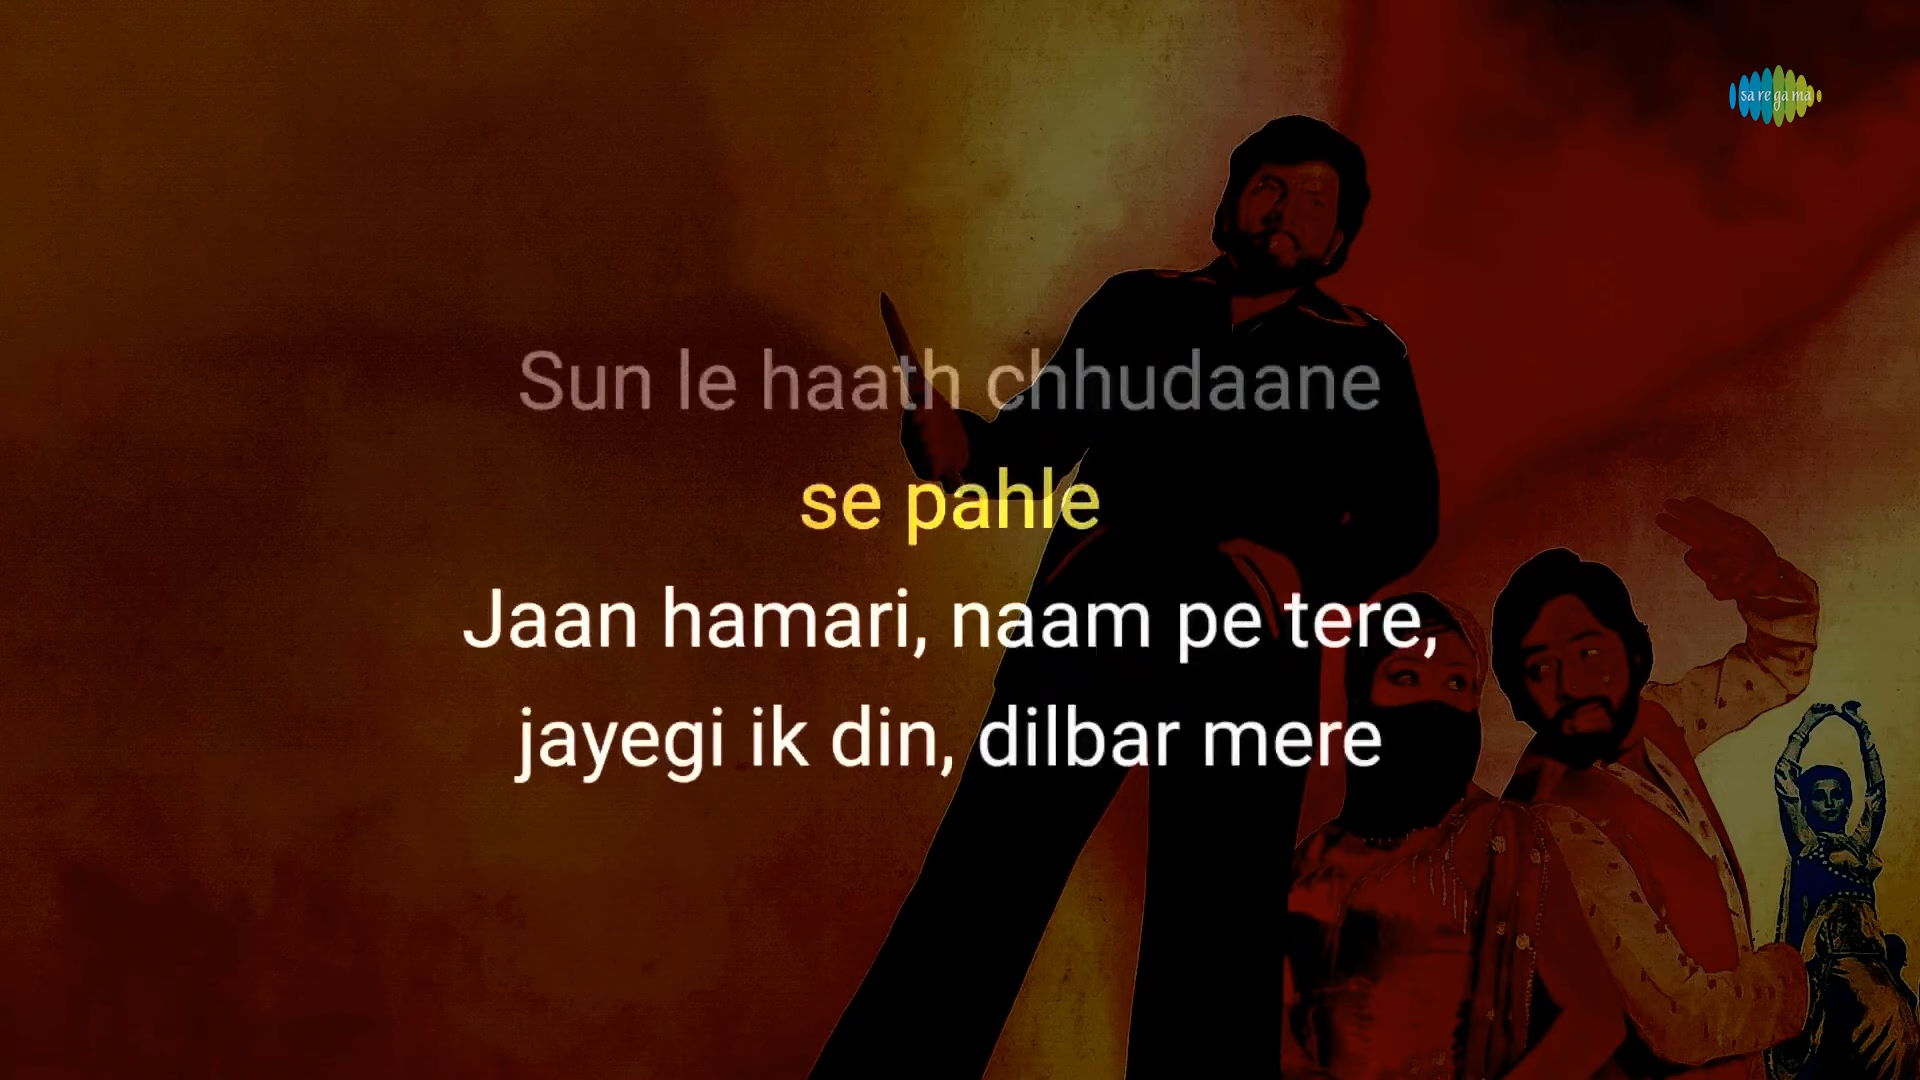 sa re ga ma
Sun le haath chhudaane
se pahle
Jaan hamari, naam pe tere,
jayegi ik din, dilbar mere